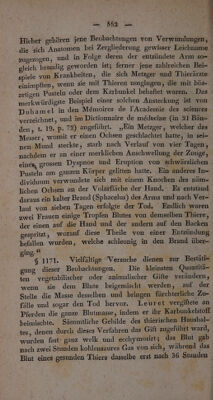 — 562 —
Hieher gehören jene Beobachtungen von Verwundungen,
die sich Anatomen bei Zergliederung gewisser Leichname
zugezogen, und in Folge deren der entzündete Arm so-
gleich brandig geworden ist; ferner jene zahlreichen Bei-
spiele von Krankheiten, die sich Metzger und Thierärzte
einimpften, wenn sie mit Thieren umgingen, die mit bös-
artigen Pusteln oder dem Karbunkel behaftet waren. Das
merkwürdigste Beispiel einer solchen Ansteckung ist von
Duhamel in den Mémoires de l'Académie des sciences
verzeichnet, und im Dictionnaire de médecine (in 21 Bän-
den, t. 19. p. 72) angeführt. „Ein Metzger, welcher das
Messer, womit er einen Ochsen geschlachtet hatte, in sei-
nen Mund steckte, starb nach Verlauf von vier Tagen,
nachdem er an einer merklichen Anschwellung der Zunge,
einer grossen Dyspnoe und Eruption von schwärzlichen
Pusteln am ganzen Körper gelitten hatte. Ein anderes In-
dividuum verwundete sich mit einem Knochen des näm-
lichen Ochsen an der Volarfläche der Hand. Es entstand
daraus ein kalter Brand (Sphacelus) des Arms und nach Ver-
lauf von sieben Tagen erfolgte der Tod. Endlich waren
zwei Frauen einige Tropfen Blutes von demselben Thiere,
der einen auf die Hand und der andern auf den Backen
gespritzt, worauf diese Theile von einer Entzündung
befallen wurden, welche schleunig in den Brand über-
ging.“
§ 1171. Vielfältige Versuche dienen zur Bestäti-
gung dieser Beobachtungen. Die kleinsten Quantitä-
ten vegetabilischer oder animalischer Gifte verändern,
wenn sie dem Blute beigemischt werden, auf der
Stelle die Masse desselben und bringen fürchterliche Zu-
fälle und sogar den Tod hervor. Leuret vergiftete an
Pferden die ganze Blutmasse, indem er ihr Karbunkelstoff
beimischte. Sämmtliche Gebilde des thierischen Haushal-
tes, denen durch dieses Verfahren das Gift zugeführt ward,
wurden fast ganz welk und ecchymosirt; das Blut gab
nach zwei Stunden kohlensaures Gas von sich, während das
Blut eines gesunden Thiers dasselbe erst nach 36 Stunden